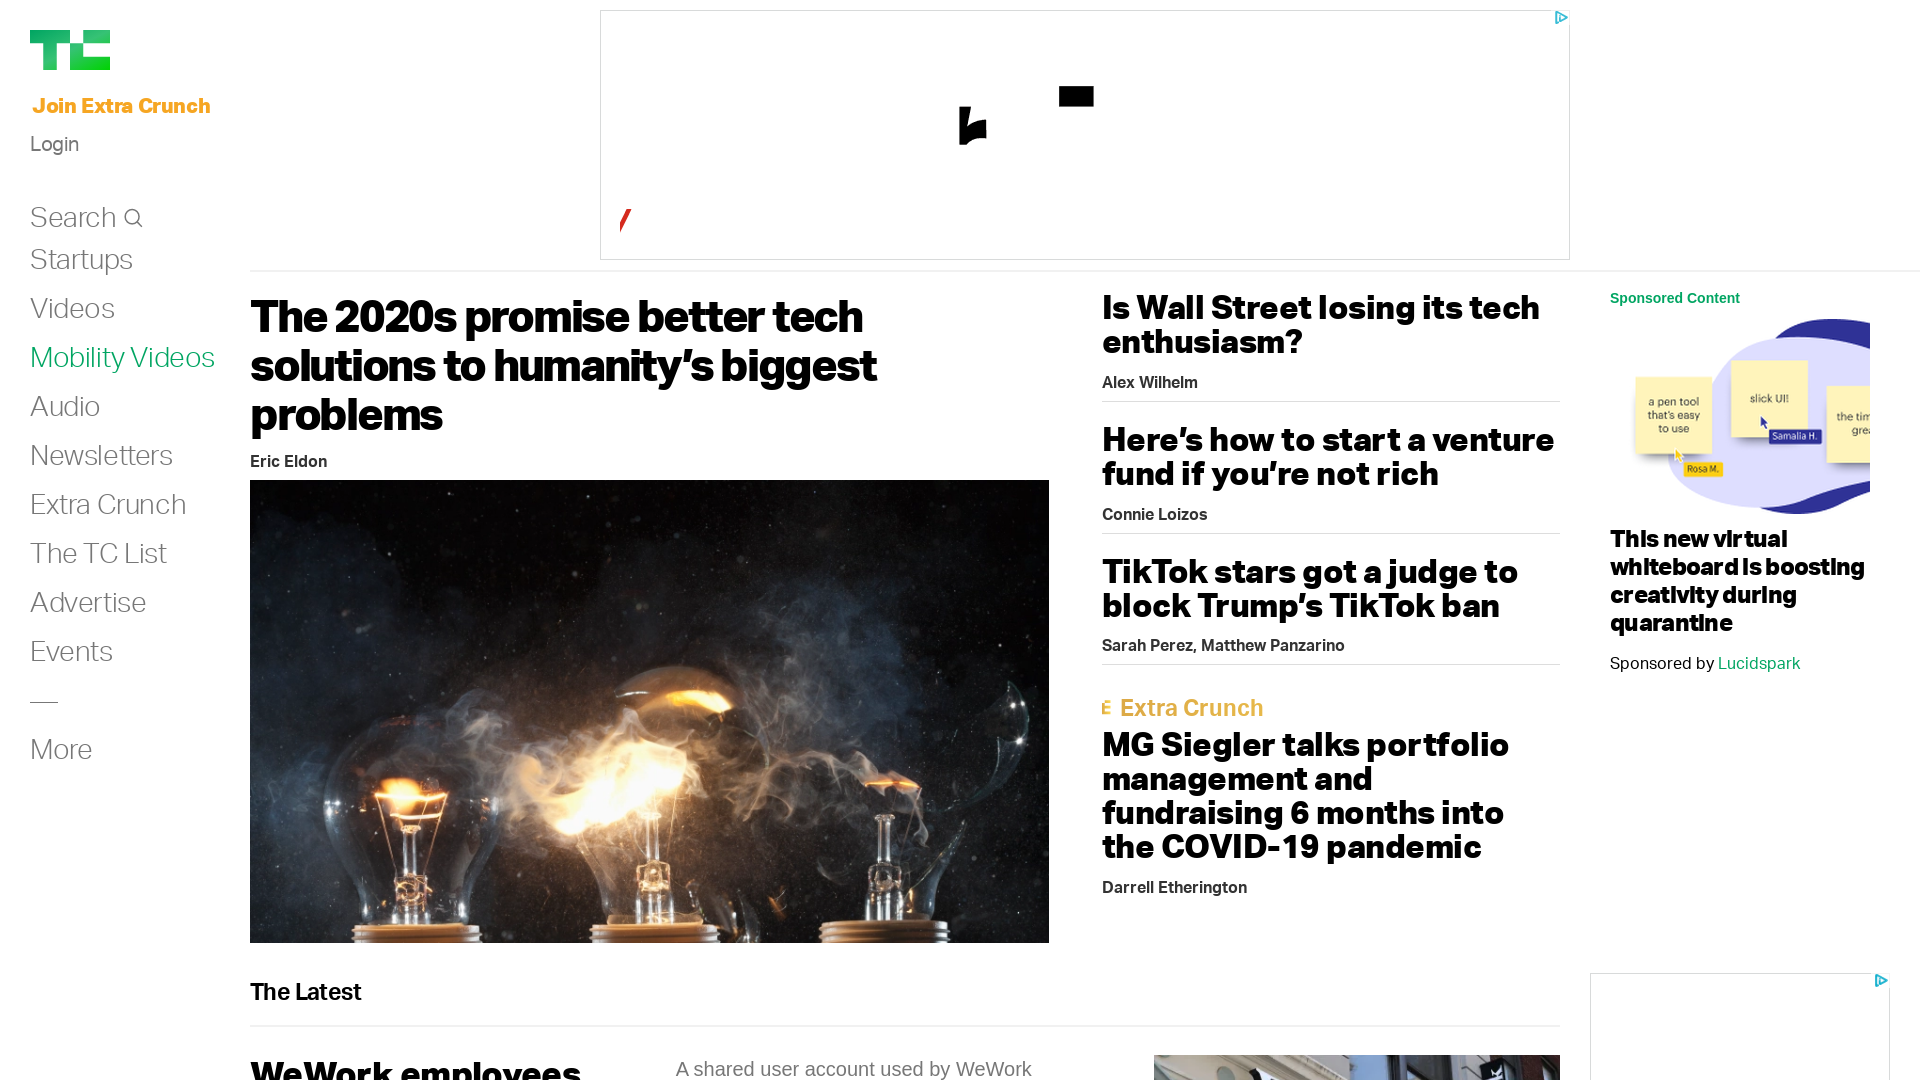 TC
Join Extra Crunch
Login
Search
Startups
Videos
Mobility Videos
Audio
Newsletters
Extra Crunch
The TC List
Advertise
Events
More
The 2020s promise better tech
solutions to humanity’s biggest
problems
Eric Eldon
Is Wall Street losing its tech
enthusiasm?
Alex Wilhelm
Here’s how to start a venture
fund if you’re not rich
Connie Loizos
TikTok stars got a judge to
block Trump’s TikTok ban
Sarah Perez, Matthew Panzarino
Extra Crunch
MG Siegler talks portfolio
management and
fundraising 6 months into
the COVID-19 pandemic
Darrell Etherington
Sponsored Content
a pen tool
that's easy
to use
Rosa M.
slick UI!
Samalla H.
the tim
grea
This new virtual
whiteboard is boosting
creativity during
quarantine
Sponsored by Lucidspark
The Latest
WeWork employees
A shared user account used by WeWork